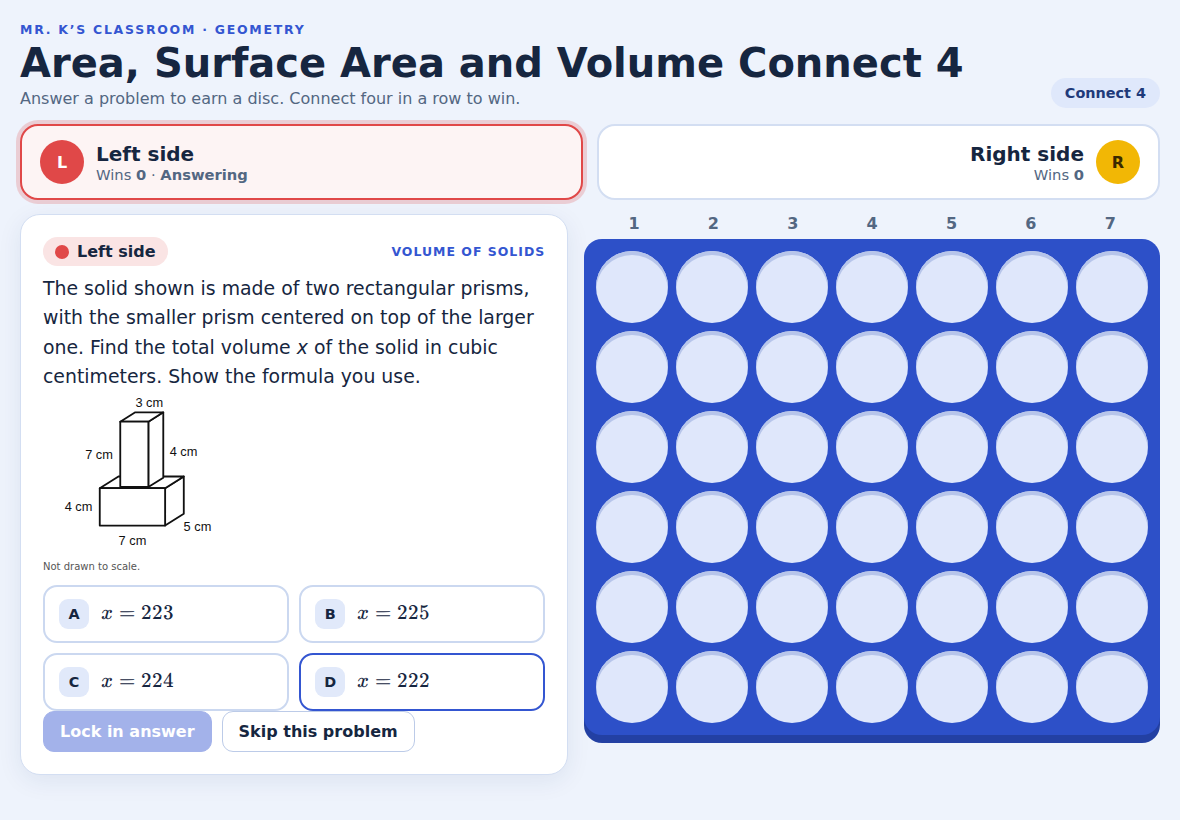 MR. K’S CLASSROOM · GEOMETRY
Area, Surface Area and Volume Connect 4
Answer a problem to earn a disc. Connect four in a row to win.
Connect 4
L
Left side
Wins 0 · Answering
Right side
Wins 0
R
Left side
VOLUME OF SOLIDS
The solid shown is made of two rectangular prisms,
with the smaller prism centered on top of the larger
one. Find the total volume x of the solid in cubic
centimeters. Show the formula you use.
3 cm
7 cm
4 cm
4 cm
5 cm
7 cm
Not drawn to scale.
A x = 223
B x = 225
C x = 224
D x = 222
Lock in answer
Skip this problem
1 2 3 4 5 6 7